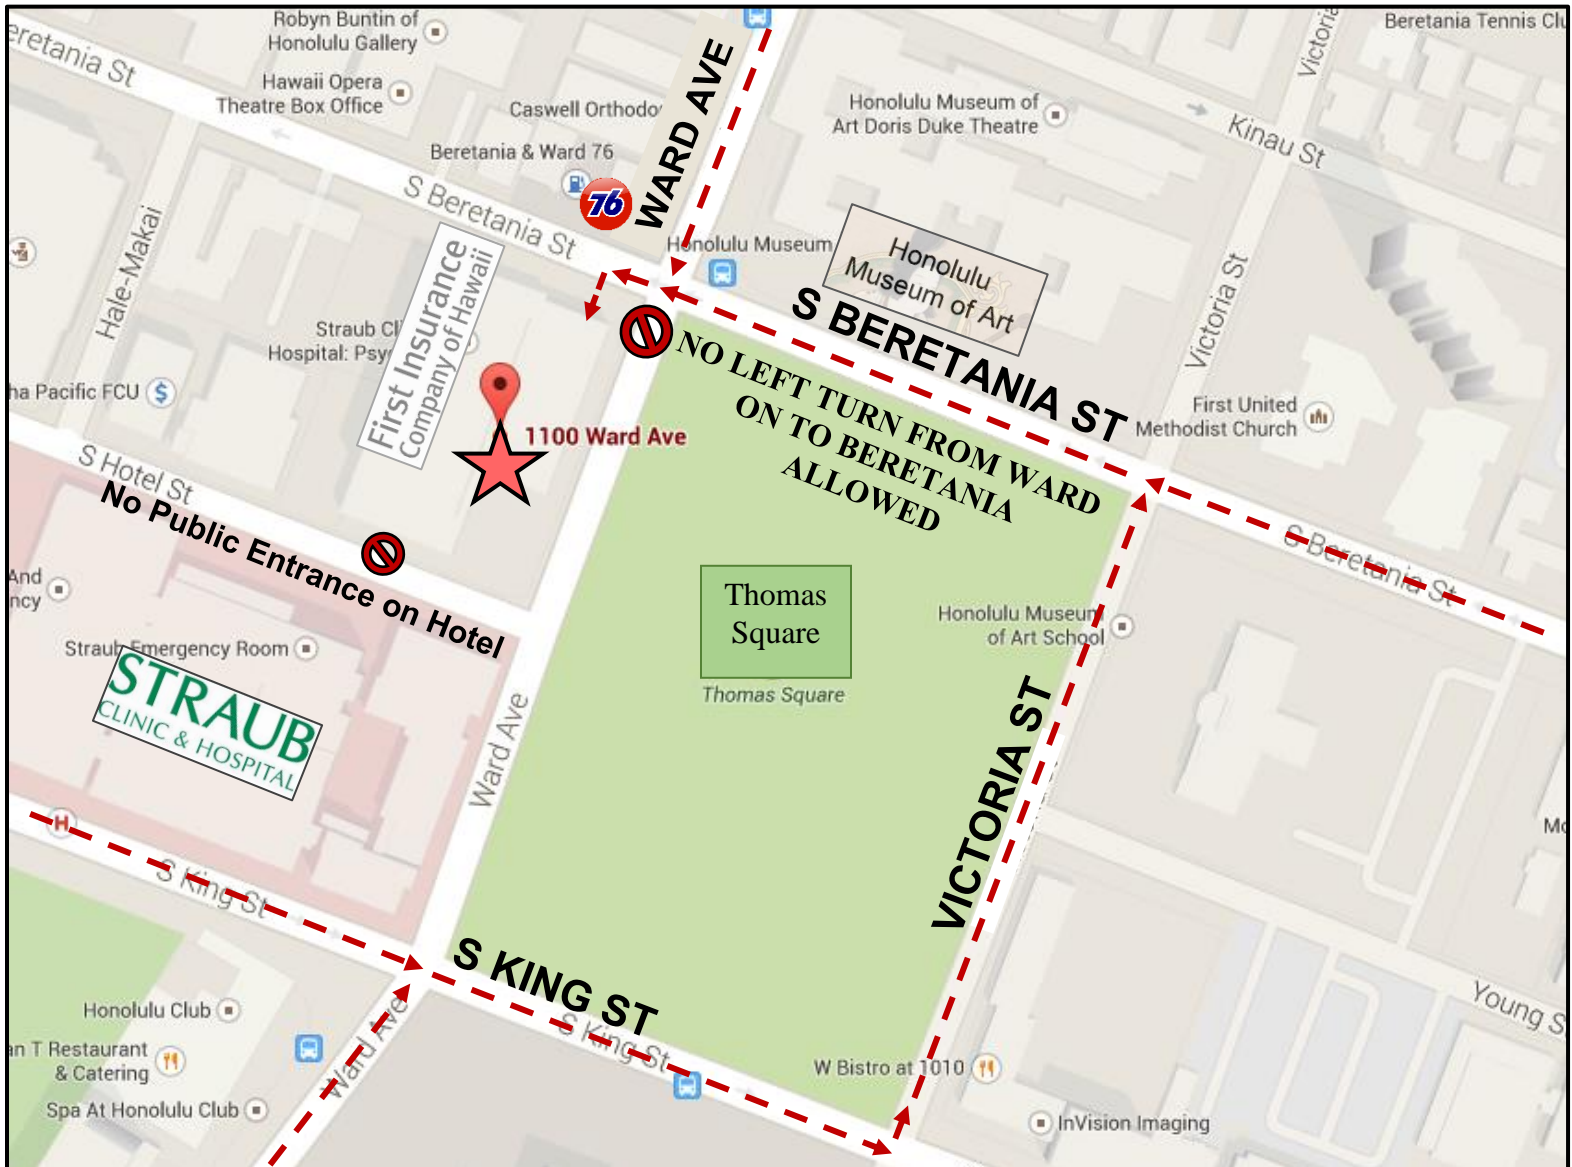 Robyn Buntin of
Honolulu Gallery
Beretania Tennis Clu
eretania St
Hawaii Opera
Theatre Box Office
Caswell Orthodo
WARD AVE
Honolulu Museum of
Art Doris Duke Theatre
Victoria
Kinau St
Beretania & Ward 76
76
S Beretania St
Hale-Makai
Honolulu Museum
Honolulu
Museum of Art
Victoria St
First Insurance
Company of Hawaii
Straub Cl
Hospital: Psy
S BERETANIA ST
NO LEFT TURN FROM WARD
ON TO BERETANIA
ALLOWED
ha Pacific FCU
$
First United
Methodist Church
1100 Ward Ave
S Hotel St
No Public Entrance on Hotel
S Beretania St
And
ncy
Thomas
Square
Thomas Square
Honolulu Museum
of Art School
Straub Emergency Room
STRAUB
CLINIC & HOSPITAL
Ward Ave
VICTORIA ST
H
S King St
Mo
S KING ST
S King St
Young S
Honolulu Club
Ward Ave
an T Restaurant
& Catering
W Bistro at 1010
Spa At Honolulu Club
InVision Imaging